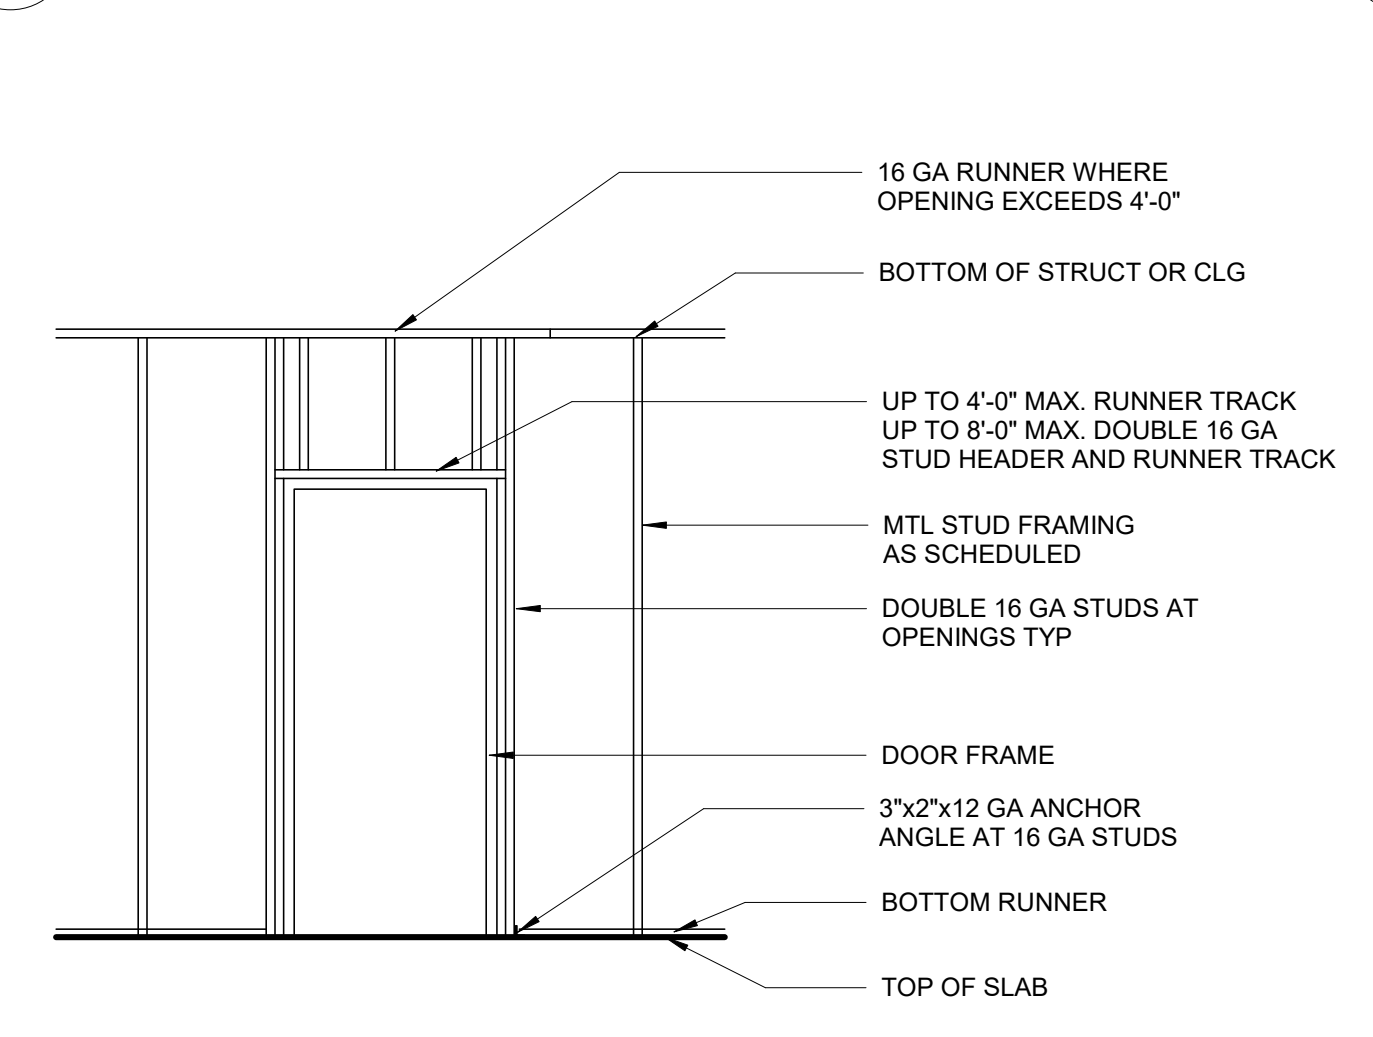 16 GA RUNNER WHERE
OPENING EXCEEDS 4'-0"
BOTTOM OF STRUCT OR CLG
UP TO 4'-0" MAX. RUNNER TRACK
UP TO 8'-0" MAX. DOUBLE 16 GA
STUD HEADER AND RUNNER TRACK
MTL STUD FRAMING
AS SCHEDULED
DOUBLE 16 GA STUDS AT
OPENINGS TYP
DOOR FRAME
3"x2"x12 GA ANCHOR
ANGLE AT 16 GA STUDS
BOTTOM RUNNER
TOP OF SLAB